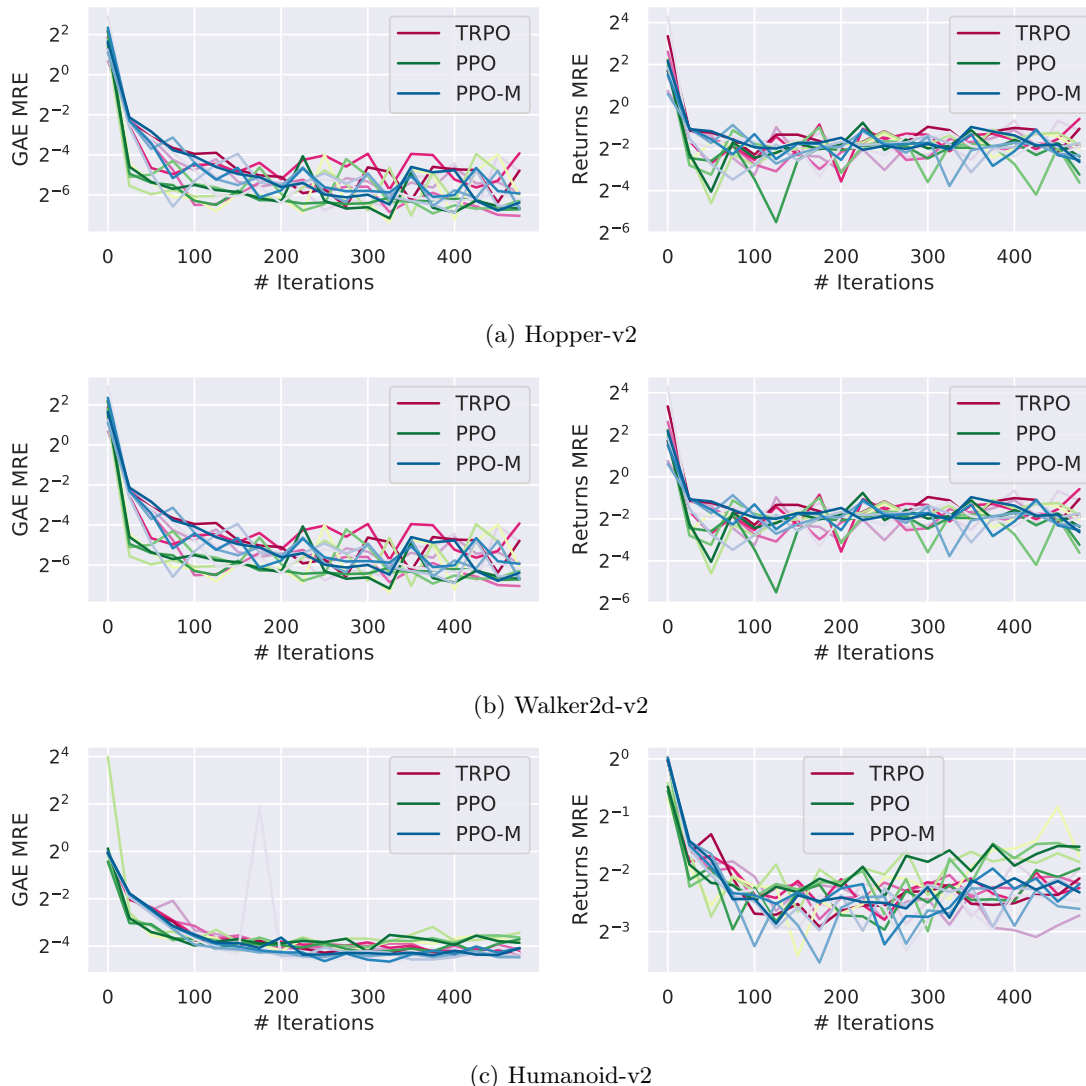 2^2
2^0
2^−2
2^−4
2^−6
GAE MRE
0 100 200 300 400
# Iterations
TRPO
PPO
PPO-M
2^4
2^2
2^0
2^−2
2^−4
2^−6
Returns MRE
0 100 200 300 400
# Iterations
TRPO
PPO
PPO-M
(a) Hopper-v2
2^2
2^0
2^−2
2^−4
2^−6
GAE MRE
0 100 200 300 400
# Iterations
TRPO
PPO
PPO-M
2^4
2^2
2^0
2^−2
2^−4
2^−6
Returns MRE
0 100 200 300 400
# Iterations
TRPO
PPO
PPO-M
(b) Walker2d-v2
2^4
2^2
2^0
2^−2
2^−4
GAE MRE
0 100 200 300 400
# Iterations
TRPO
PPO
PPO-M
2^0
2^−1
2^−2
2^−3
Returns MRE
0 100 200 300 400
# Iterations
TRPO
PPO
PPO-M
(c) Humanoid-v2